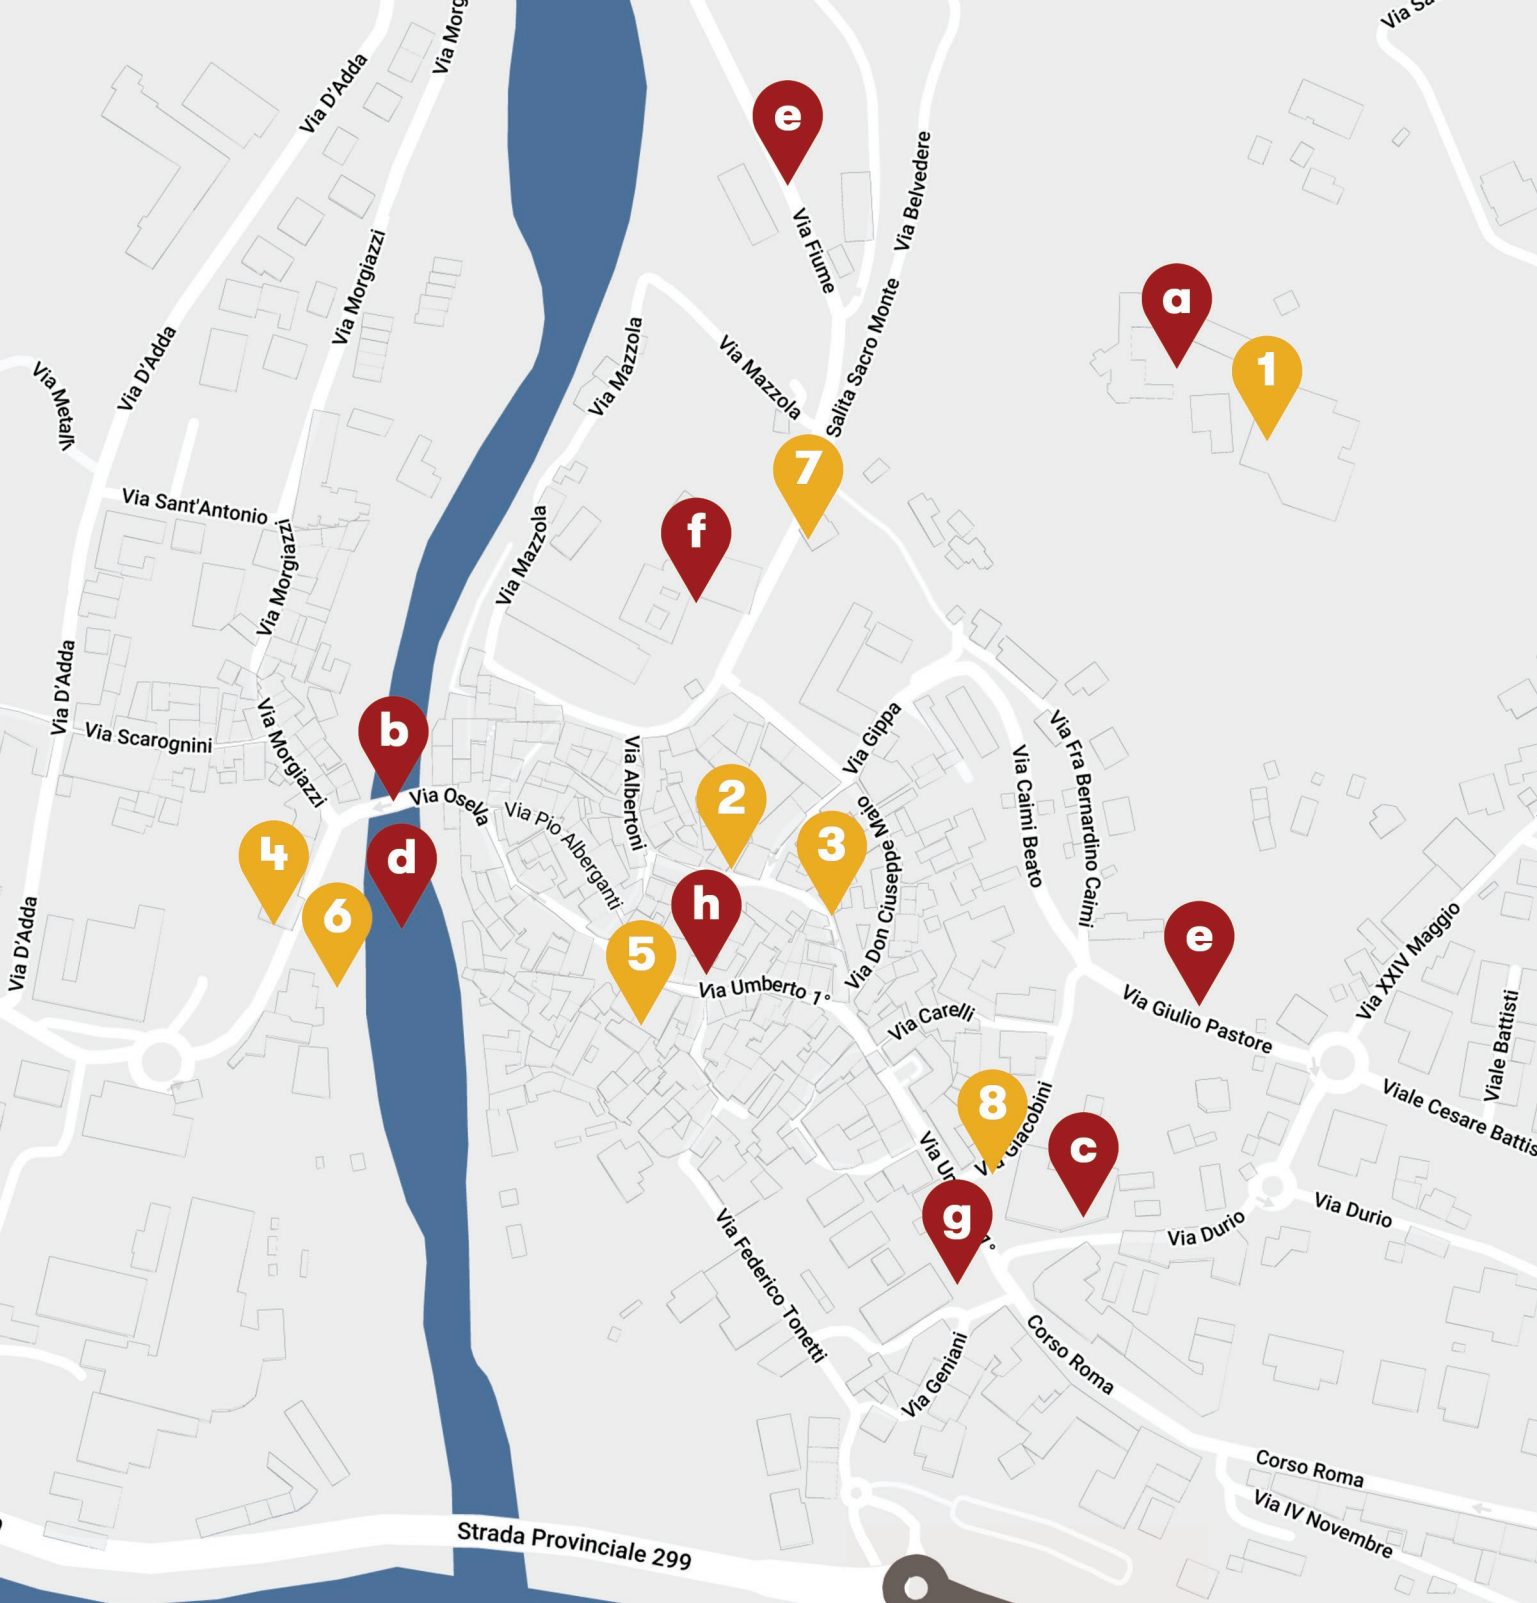 Via D'Adda
Via Morg
Via Sa
e
Via Fiume
Via Belvedere
Via Morgiazzi
a
1
Via Metalli
Via D'Adda
Via Mazzola
Via Mazzola
Salita Sacro Monte
7
f
Via Sant'Antonio
Via Morgiazzi
Via Mazzola
Via D'Adda
Via Scarognini
Via Morgiazzi
b
Via Osella
Via Pio Alberganti
Via Albertoni
2
3
Via Gippa
Via Don Ciuseppe Maio
Via Caimi Beato
Via Fra Bernardino Caimi
4
6
d
5
h
Via Umberto 1°
Via D'Adda
e
Via Giulio Pastore
Via XXIV Maggio
Viale Battisti
Viale Cesare Battis
Via Carelli
8
Via Giacobini
c
Via Un
1°
g
Via Durio
Via Durio
Via Federico Tonetti
Via Geniani
Corso Roma
Corso Roma
Via IV Novembre
Strada Provinciale 299